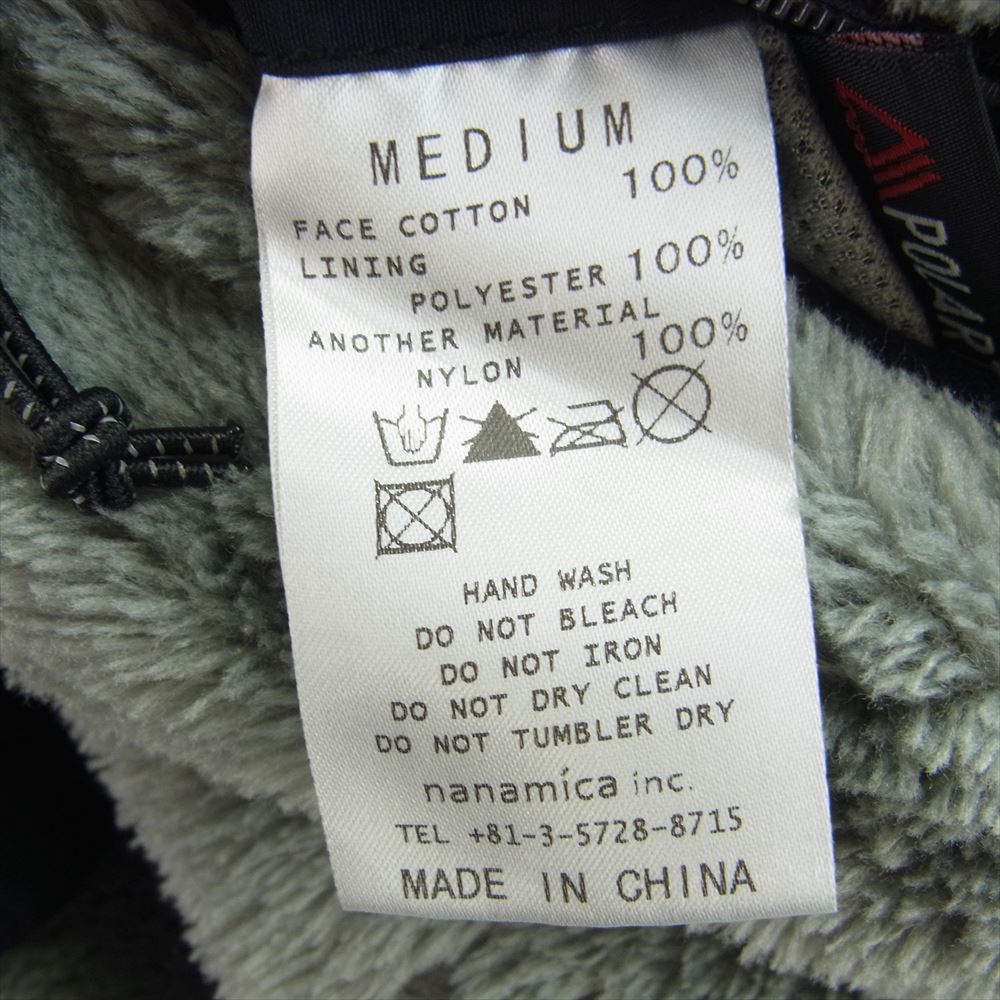 MEDIUM
FACE COTTON 100%
LINING
POLYESTER 100%
ANOTHER MATERIAL
NYLON 100%
HAND WASH
DO NOT BLEACH
DO NOT IRON
DO NOT DRY CLEAN
DO NOT TUMBLER DRY
nanamíca inc.
TEL +81-3-5728-8715
MADE IN CHINA
POLAR